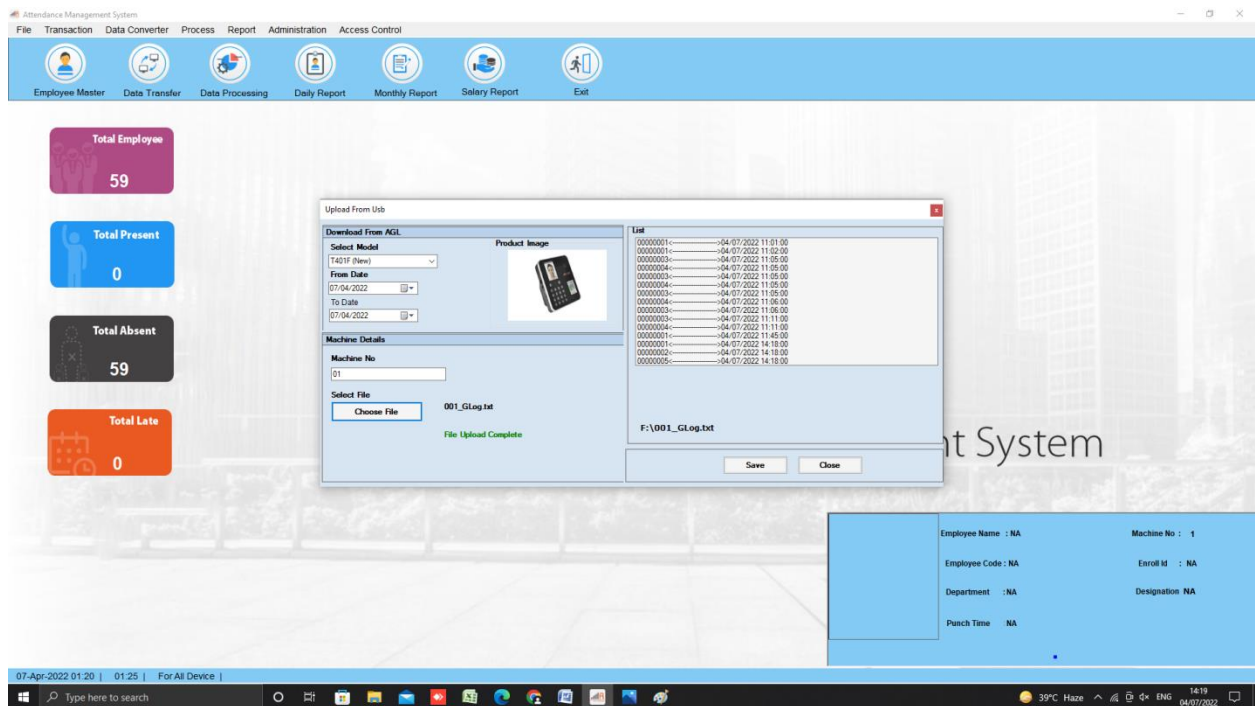 Attendance Management System
File Transaction Data Converter Process Report Administration Access Control
Employee Master Data Transfer Data Processing Daily Report Monthly Report Salary Report Exit
Total Employee
59
Total Present
0
Total Absent
59
Total Late
0
Upload From Usb
x
Download From AGL
Select Model
T401F (New)
From Date
07/04/2022
To Date
07/04/2022
Product Image
Machine Details
Machine No
01
Select File
Choose File
001_GLog.txt
File Upload Complete
List
00000001<---------------->04/07/2022 11:01:00
00000001<---------------->04/07/2022 11:02:00
00000003<---------------->04/07/2022 11:05:00
00000004<---------------->04/07/2022 11:05:00
00000003<---------------->04/07/2022 11:05:00
00000004<---------------->04/07/2022 11:05:00
00000003<---------------->04/07/2022 11:05:00
00000004<---------------->04/07/2022 11:06:00
00000003<---------------->04/07/2022 11:06:00
00000003<---------------->04/07/2022 11:11:00
00000004<---------------->04/07/2022 11:11:00
00000001<---------------->04/07/2022 11:45:00
00000001<---------------->04/07/2022 14:18:00
00000002<---------------->04/07/2022 14:18:00
00000005<---------------->04/07/2022 14:18:00
F:\001_GLog.txt
Save Close
nt System
Employee Name : NA Machine No : 1
Employee Code : NA Enroll Id : NA
Department : NA Designation NA
Punch Time : NA
07-Apr-2022 01:20 | 01:25 | For All Device |
Type here to search
39°C Haze ENG 14:19
04/07/2022